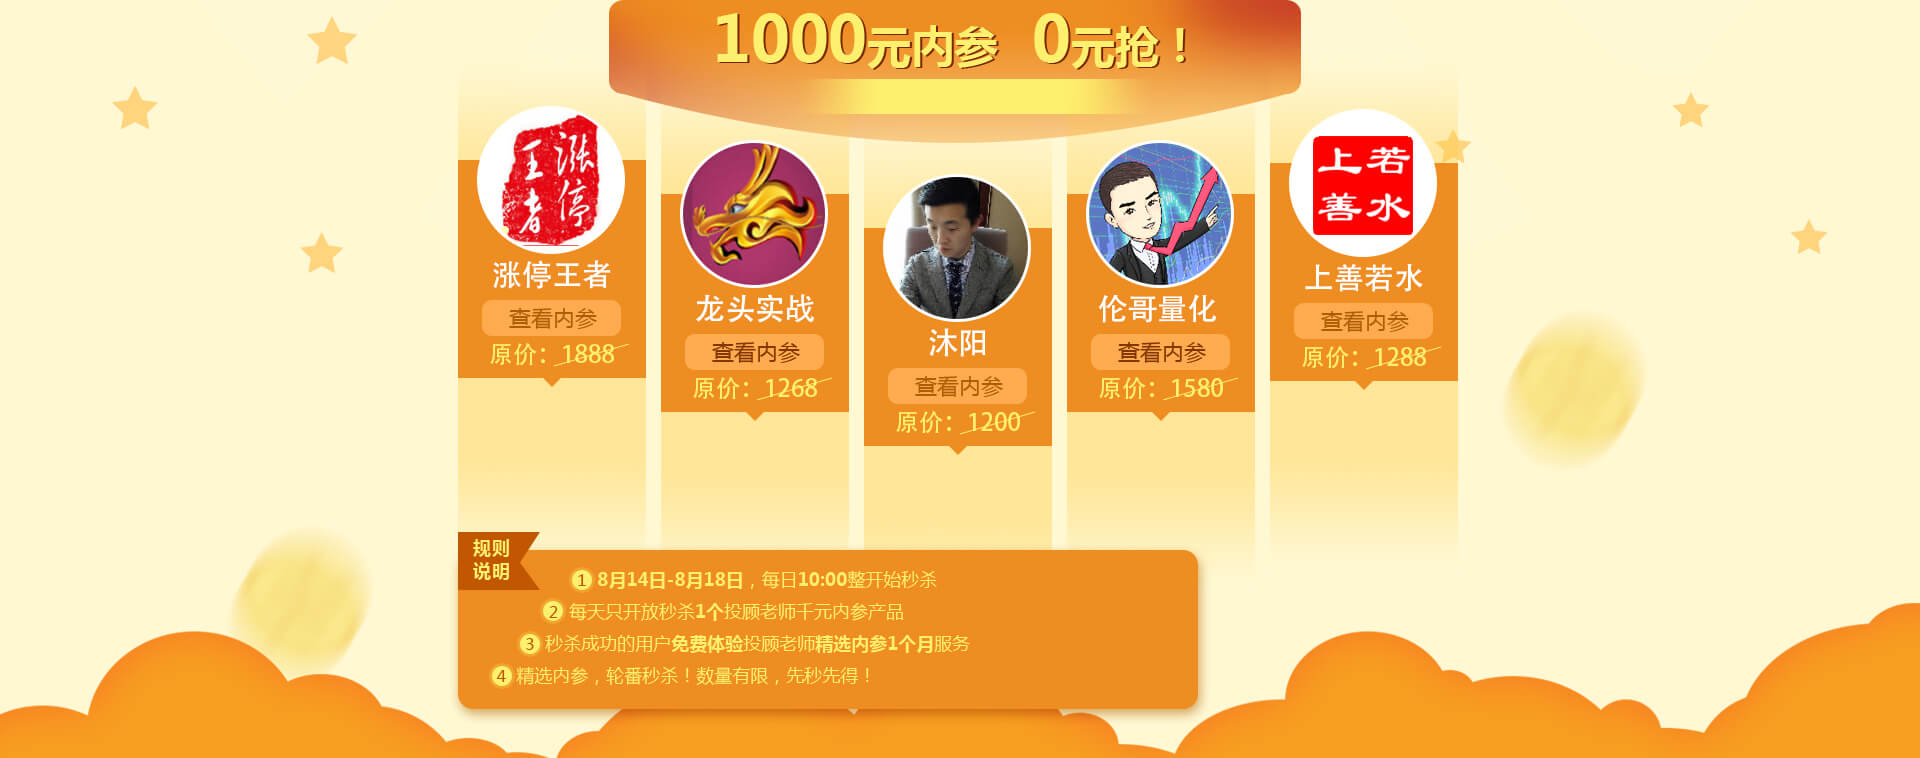 1000元内参 0元抢！
涨停
王者
涨停王者
查看内参
原价：1888
龙头实战
查看内参
原价：1268
沐阳
查看内参
原价：1200
伦哥量化
查看内参
原价：1580
若水
上善
上善若水
查看内参
原价：1288
规则
说明
1 8月14日-8月18日，每日10:00整开始秒杀
2 每天只开放秒杀1个投顾老师千元内参产品
3 秒杀成功的用户免费体验投顾老师精选内参1个月服务
4 精选内参，轮番秒杀！数量有限，先秒先得！